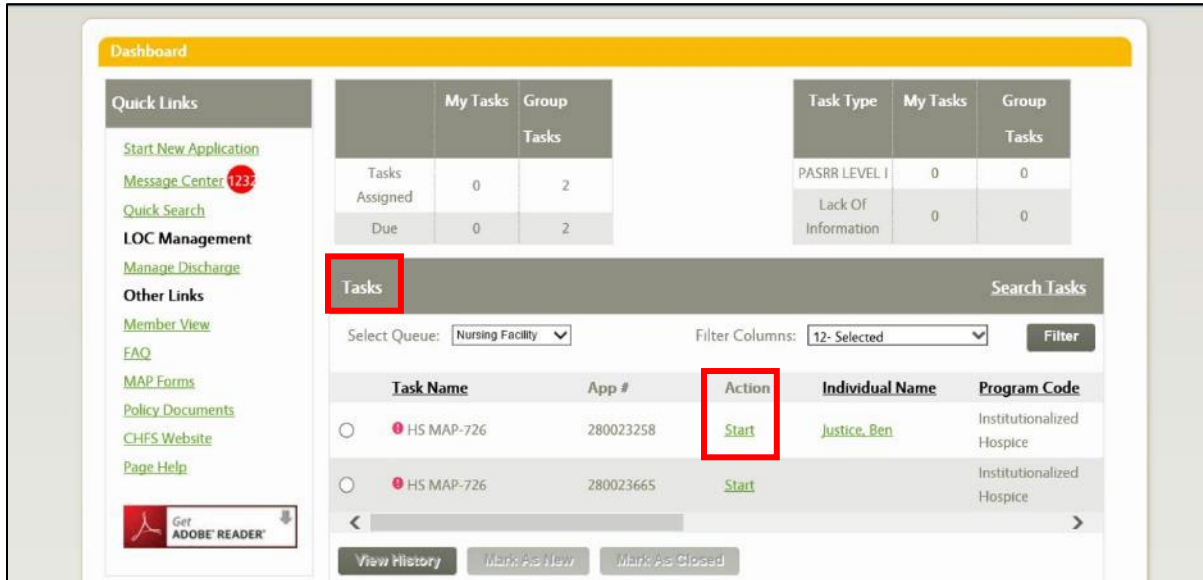 Dashboard
Quick Links
Start New Application
Message Center 1232
Quick Search
LOC Management
Manage Discharge
Other Links
Member View
FAQ
MAP Forms
Policy Documents
CHFS Website
Page Help
Get
ADOBE® READER®
My Tasks Group
Tasks
Tasks
Assigned 0 2
Due 0 2
Task Type My Tasks Group
Tasks
PASRR LEVEL I 0 0
Lack Of
Information 0 0
Tasks Search Tasks
Select Queue: Nursing Facility Filter Columns: 12- Selected Filter
Task Name App # Action Individual Name Program Code
HS MAP-726 280023258 Start Justice, Ben Institutionalized
Hospice
HS MAP-726 280023665 Start Institutionalized
Hospice
View History Mark As New Mark As Closed